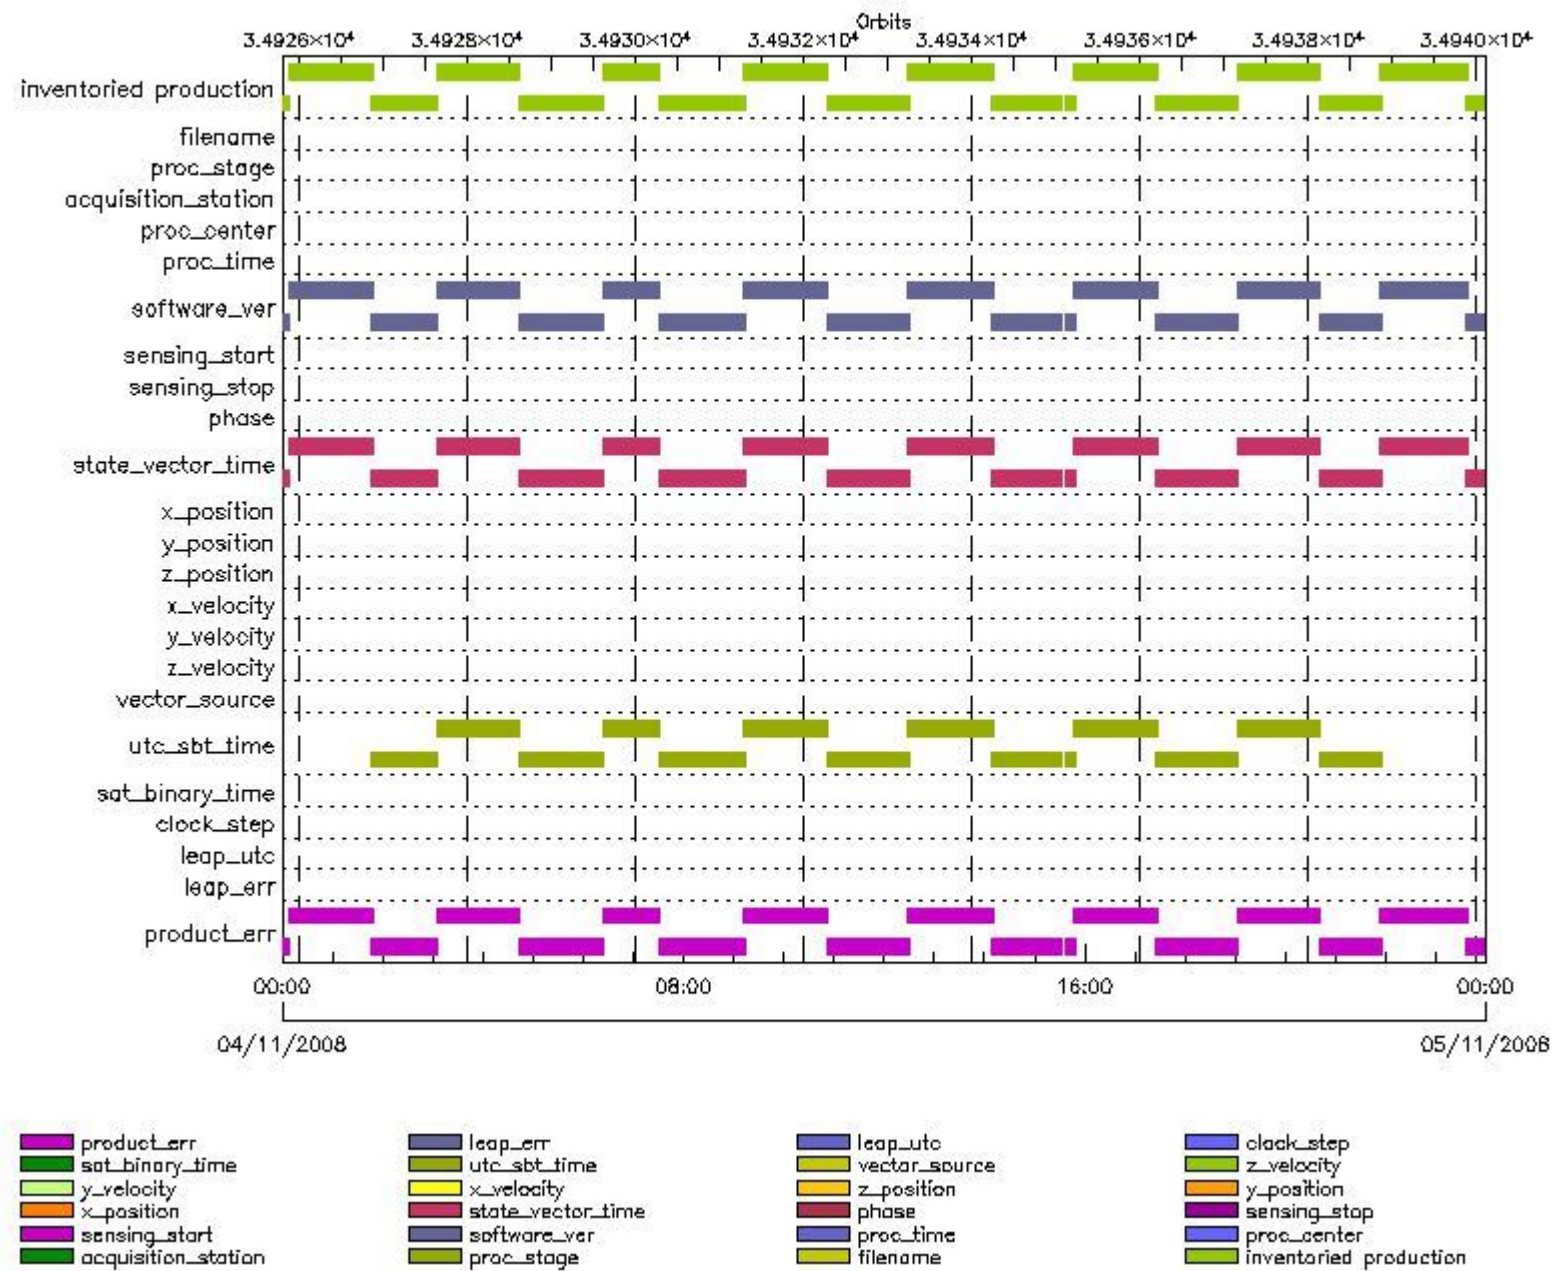 Orbits
3.4926×10⁴ 3.4928×10⁴ 3.4930×10⁴ 3.4932×10⁴ 3.4934×10⁴ 3.4936×10⁴ 3.4938×10⁴ 3.4940×10⁴
inventoried production
filename
proc_stage
acquisition_station
proc_center
proc_time
software_ver
sensing_start
sensing_stop
phase
state_vector_time
x_position
y_position
z_position
x_velocity
y_velocity
z_velocity
vector_source
utc_sbt_time
sat_binary_time
clock_step
leap_utc
leap_err
product_err
00:00 08:00 16:00 00:00
04/11/2008 05/11/2008
product_err leap_err leap_utc clock_step
sat_binary_time utc_sbt_time vector_source z_velocity
y_velocity x_velocity z_position y_position
x_position state_vector_time phase sensing_stop
sensing_start software_ver proc_time proc_center
acquisition_station proc_stage filename inventoried production